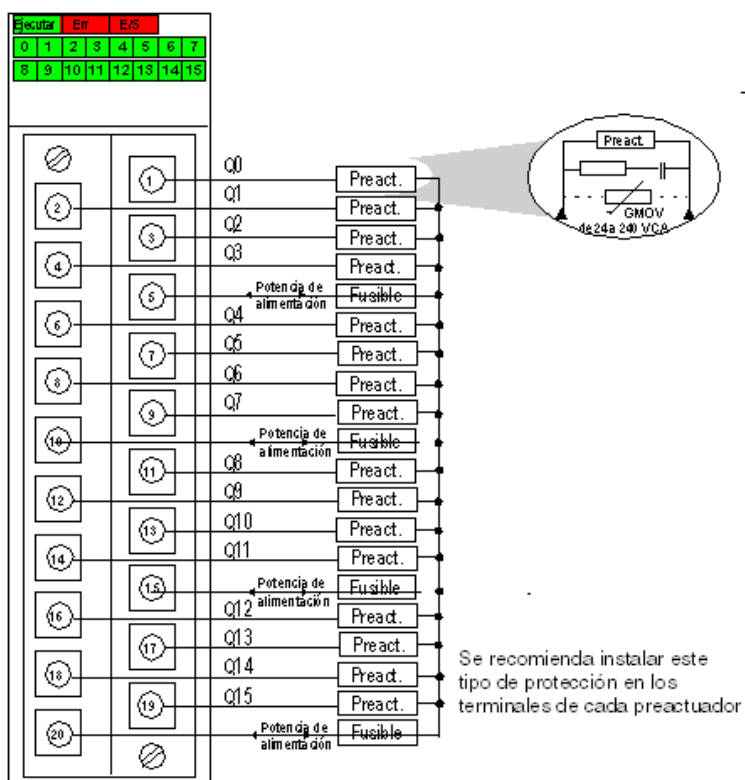 Ejecutar Err E/S
0 1 2 3 4 5 6 7
8 9 10 11 12 13 14 15
Preact.
GMOV
de 24 a 240 VCA
1 Q0 Preact.
2 Q1 Preact.
3 Q2 Preact.
4 Q3 Preact.
5 Potencia de alimentación Fusible
6 Q4 Preact.
7 Q5 Preact.
8 Q6 Preact.
9 Q7 Preact.
10 Potencia de alimentación Fusible
11 Q8 Preact.
12 Q9 Preact.
13 Q10 Preact.
14 Q11 Preact.
15 Potencia de alimentación Fusible
16 Q12 Preact.
17 Q13 Preact.
18 Q14 Preact.
19 Q15 Preact.
20 Potencia de alimentación Fusible
Se recomienda instalar este
tipo de protección en los
terminales de cada preactuador